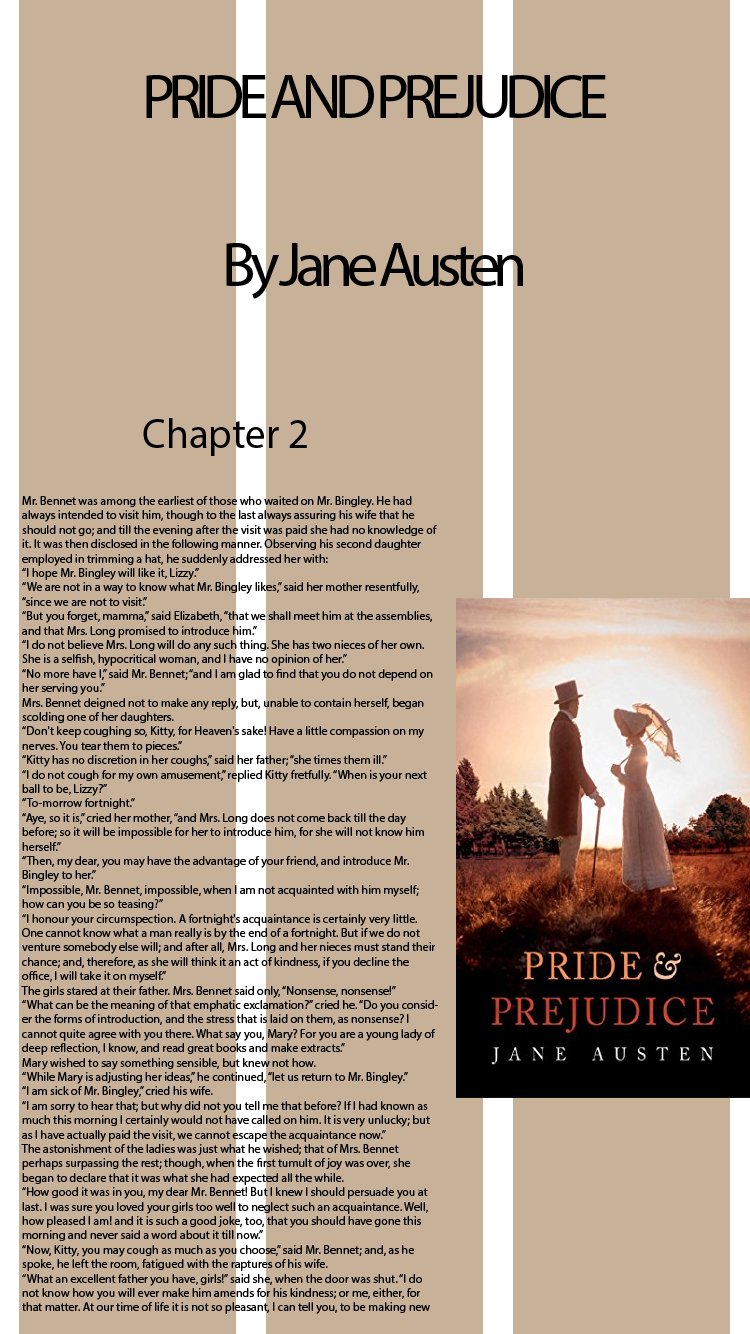 PRIDE AND PREJUDICE
By Jane Austen
Chapter 2
Mr. Bennet was among the earliest of those who waited on Mr. Bingley. He had
always intended to visit him, though to the last always assuring his wife that he
should not go; and till the evening after the visit was paid she had no knowledge of
it. It was then disclosed in the following manner. Observing his second daughter
employed in trimming a hat, he suddenly addressed her with:
“I hope Mr. Bingley will like it, Lizzy.”
“We are not in a way to know what Mr. Bingley likes,” said her mother resentfully,
“since we are not to visit.”
“But you forget, mamma,” said Elizabeth, “that we shall meet him at the assemblies,
and that Mrs. Long promised to introduce him.”
“I do not believe Mrs. Long will do any such thing. She has two nieces of her own.
She is a selfish, hypocritical woman, and I have no opinion of her.”
“No more have I,” said Mr. Bennet; “and I am glad to find that you do not depend on
her serving you.”
Mrs. Bennet deigned not to make any reply, but, unable to contain herself, began
scolding one of her daughters.
“Don't keep coughing so, Kitty, for Heaven's sake! Have a little compassion on my
nerves. You tear them to pieces.”
“Kitty has no discretion in her coughs,” said her father; “she times them ill.”
“I do not cough for my own amusement,” replied Kitty fretfully. “When is your next
ball to be, Lizzy?”
“To-morrow fortnight.”
“Aye, so it is,” cried her mother, “and Mrs. Long does not come back till the day
before; so it will be impossible for her to introduce him, for she will not know him
herself.”
“Then, my dear, you may have the advantage of your friend, and introduce Mr.
Bingley to her.”
“Impossible, Mr. Bennet, impossible, when I am not acquainted with him myself;
how can you be so teasing?”
“I honour your circumspection. A fortnight's acquaintance is certainly very little.
One cannot know what a man really is by the end of a fortnight. But if we do not
venture somebody else will; and after all, Mrs. Long and her nieces must stand their
chance; and, therefore, as she will think it an act of kindness, if you decline the
office, I will take it on myself.”
The girls stared at their father. Mrs. Bennet said only, “Nonsense, nonsense!”
“What can be the meaning of that emphatic exclamation?” cried he. “Do you consid-
er the forms of introduction, and the stress that is laid on them, as nonsense? I
cannot quite agree with you there. What say you, Mary? For you are a young lady of
deep reflection, I know, and read great books and make extracts.”
Mary wished to say something sensible, but knew not how.
“While Mary is adjusting her ideas,” he continued, “let us return to Mr. Bingley.”
“I am sick of Mr. Bingley,” cried his wife.
“I am sorry to hear that; but why did not you tell me that before? If I had known as
much this morning I certainly would not have called on him. It is very unlucky; but
as I have actually paid the visit, we cannot escape the acquaintance now.”
The astonishment of the ladies was just what he wished; that of Mrs. Bennet
perhaps surpassing the rest; though, when the first tumult of joy was over, she
began to declare that it was what she had expected all the while.
“How good it was in you, my dear Mr. Bennet! But I knew I should persuade you at
last. I was sure you loved your girls too well to neglect such an acquaintance. Well,
how pleased I am! and it is such a good joke, too, that you should have gone this
morning and never said a word about it till now.”
“Now, Kitty, you may cough as much as you choose,” said Mr. Bennet; and, as he
spoke, he left the room, fatigued with the raptures of his wife.
“What an excellent father you have, girls!” said she, when the door was shut. “I do
not know how you will ever make him amends for his kindness; or me, either, for
that matter. At our time of life it is not so pleasant, I can tell you, to be making new
PRIDE &
PREJUDICE
JANE AUSTEN